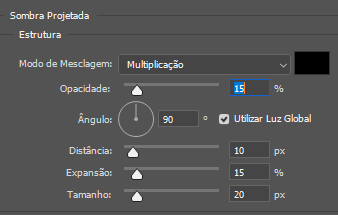 Sombra Projetada
Estrutura
Modo de Mesclagem: Multiplicação
Opacidade: 15 %
Ângulo: 90 ° Utilizar Luz Global
Distância: 10 px
Expansão: 15 %
Tamanho: 20 px